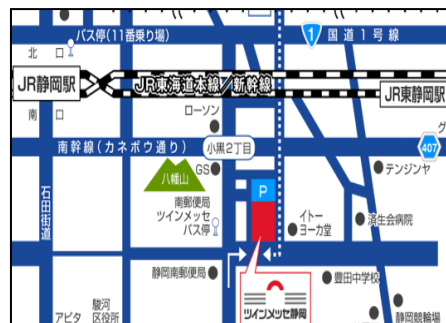 バス停(11番乗り場)
1 国道1号線
北口
JR静岡駅
JR東海道本線/新幹線
JR東静岡駅
南口
ローソン
南幹線(カネボウ通り)
小黒2丁目
407
グ
八幡山
GS
P
テンジンヤ
石田街道
南郵便局
ツインメッセ
バス停
イトー
ヨーカ堂
済生会病院
静岡南郵便局
豊田中学校
ツインメッセ静岡
アピタ
駿河
区役所
静岡競輪場